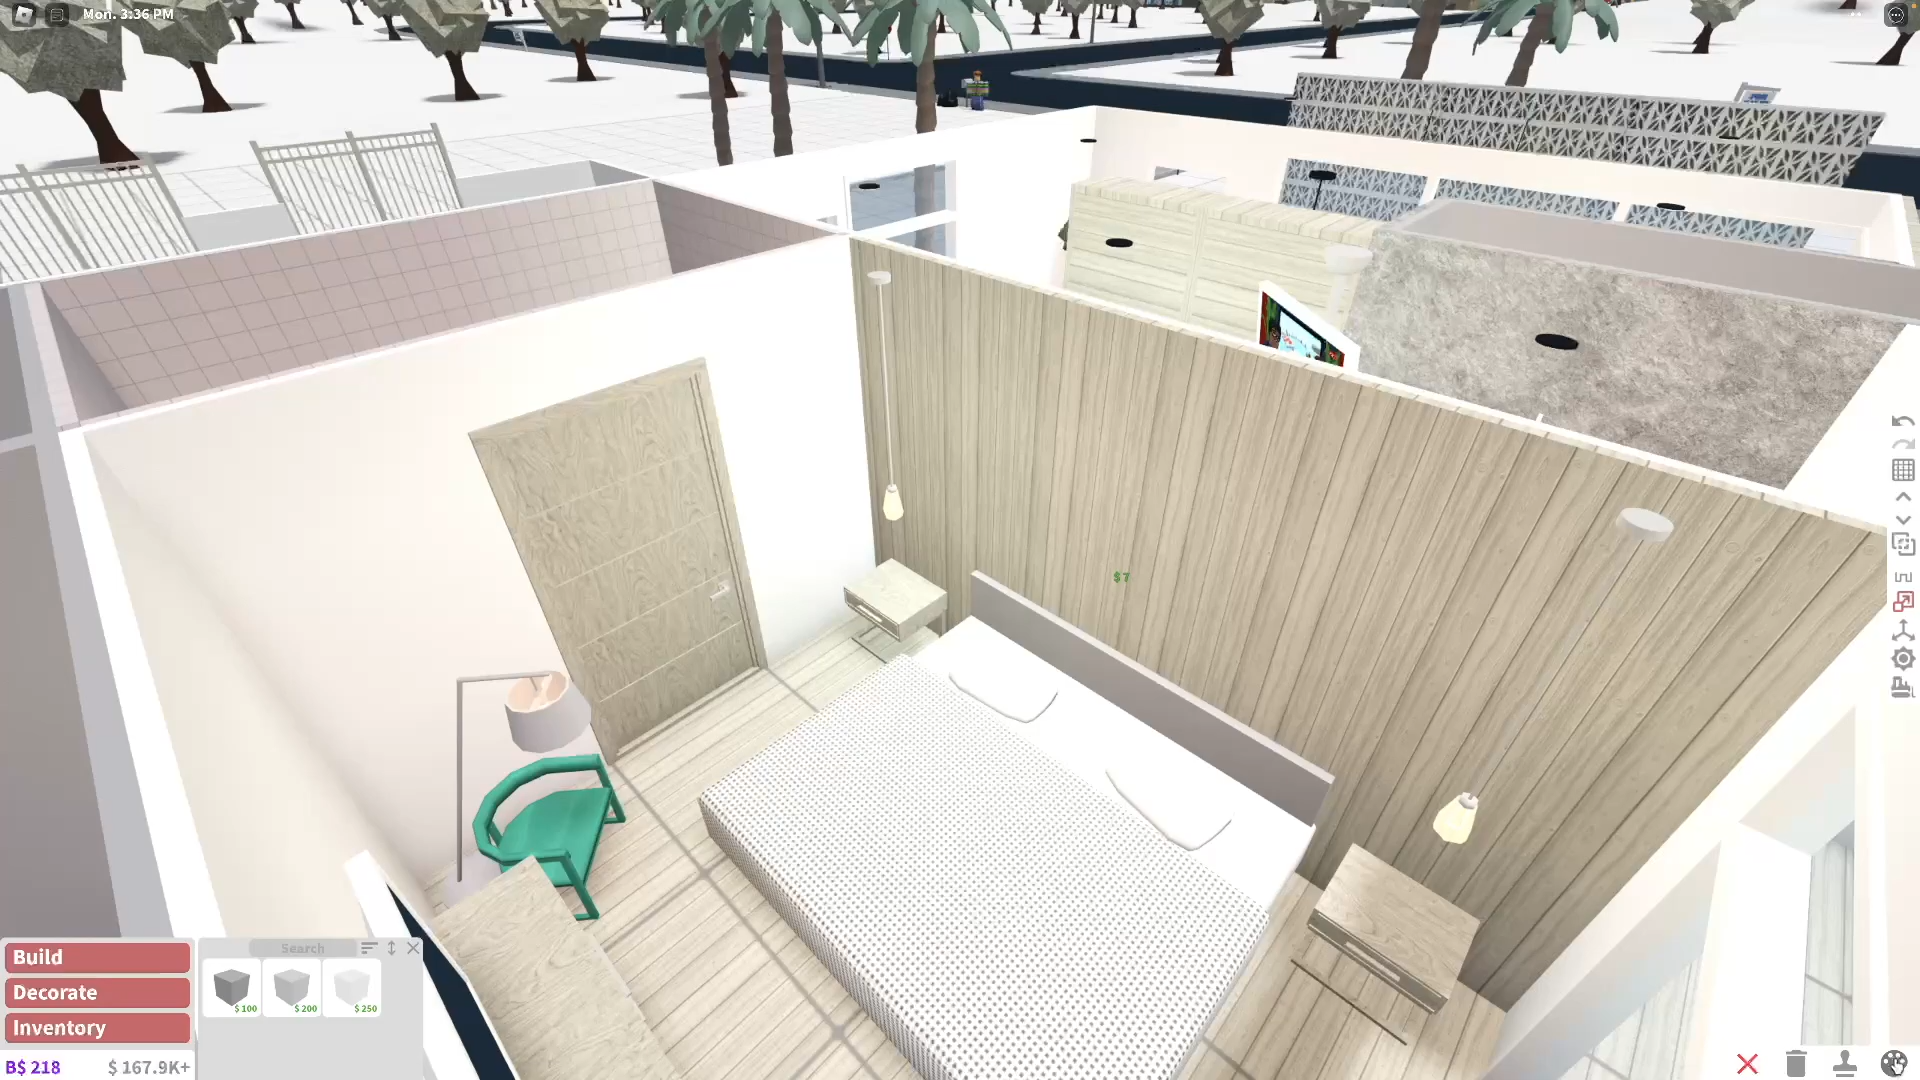 Mon. 3:36 PM
$7
Build
Decorate
Inventory
B$ 218
$ 167.9K+
Search
$ 100
$ 200
$ 250